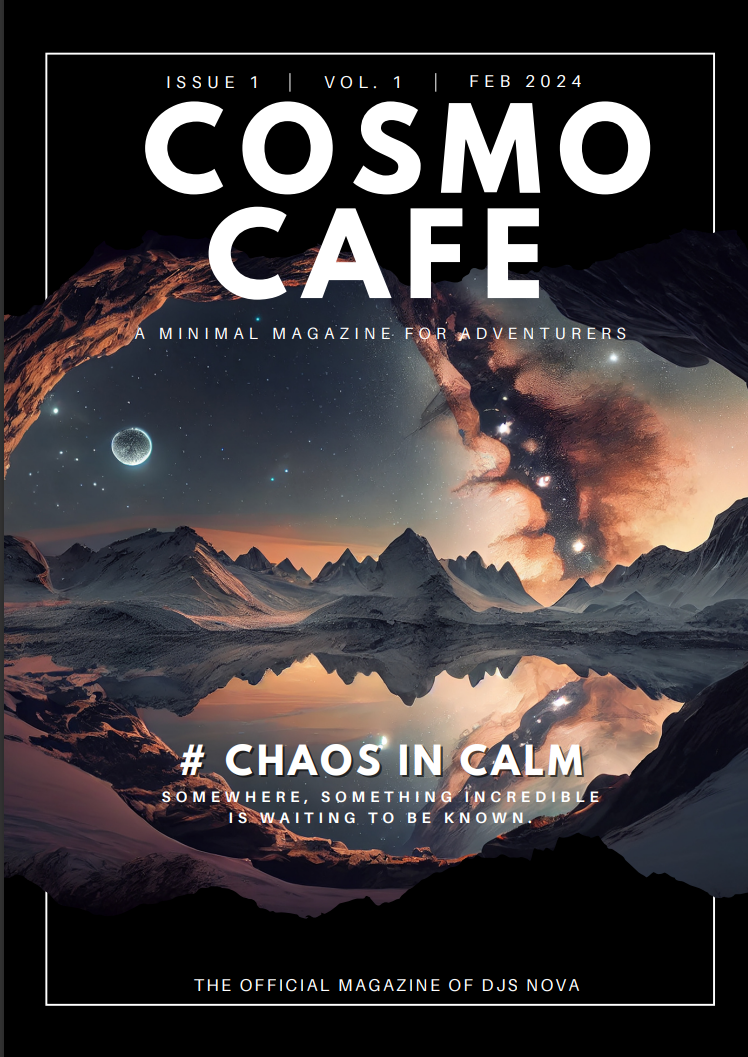 ISSUE 1 | VOL. 1 | FEB 2024
COSMO
CAFE
A MINIMAL MAGAZINE FOR ADVENTURERS
# CHAOS IN CALM
SOMEWHERE, SOMETHING INCREDIBLE
IS WAITING TO BE KNOWN.
THE OFFICIAL MAGAZINE OF DJS NOVA